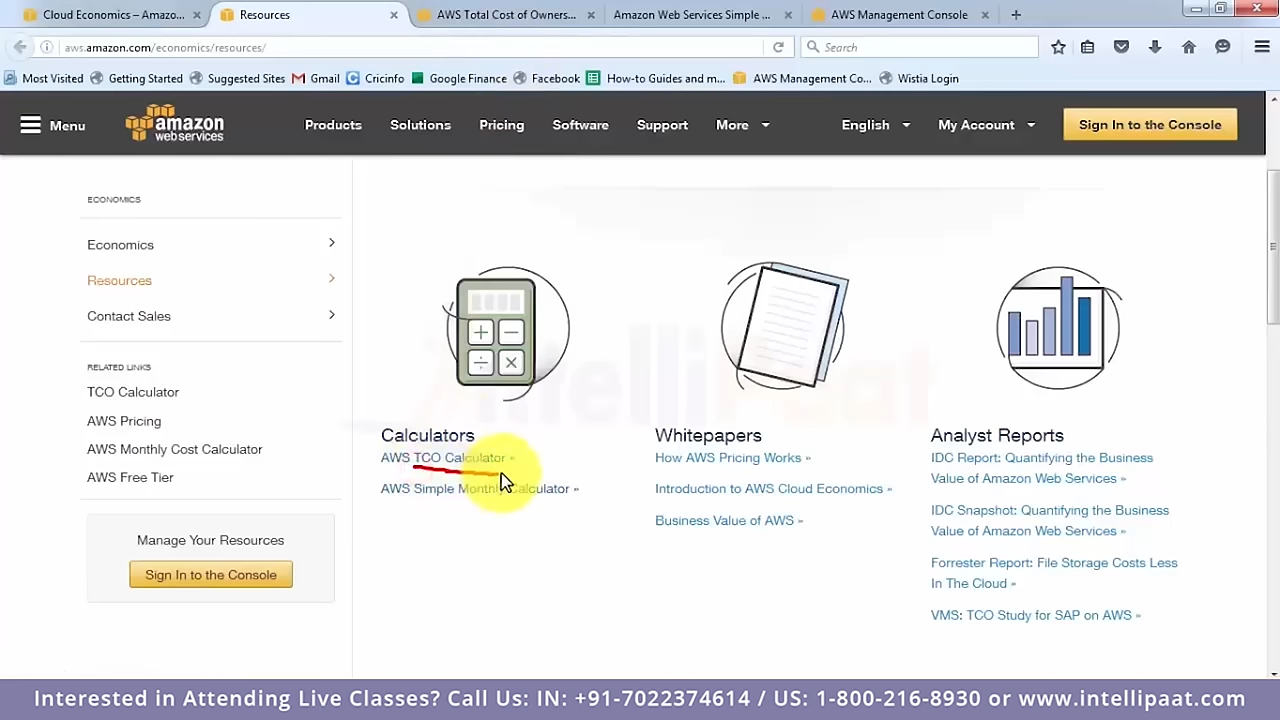 Cloud Economics – Amazo...
Resources
AWS Total Cost of Owners...
Amazon Web Services Simple ...
AWS Management Console
aws.amazon.com/economics/resources/
Search
Most Visited
Getting Started
Suggested Sites
Gmail
Cricinfo
Google Finance
Facebook
How-to Guides and m...
AWS Management Co...
Wistia Login
Menu
amazon
webservices
Products
Solutions
Pricing
Software
Support
More
English
My Account
Sign In to the Console
ECONOMICS
Economics
Resources
Contact Sales
RELATED LINKS
TCO Calculator
AWS Pricing
AWS Monthly Cost Calculator
AWS Free Tier
Manage Your Resources
Sign In to the Console
Calculators
AWS TCO Calculator »
AWS Simple Monthly Calculator »
Whitepapers
How AWS Pricing Works »
Introduction to AWS Cloud Economics »
Business Value of AWS »
Analyst Reports
IDC Report: Quantifying the Business
Value of Amazon Web Services »
IDC Snapshot: Quantifying the Business
Value of Amazon Web Services »
Forrester Report: File Storage Costs Less
In The Cloud »
VMS: TCO Study for SAP on AWS »
IntelliPaat
Interested in Attending Live Classes? Call Us: IN: +91-7022374614 / US: 1-800-216-8930 or www.intellipaat.com